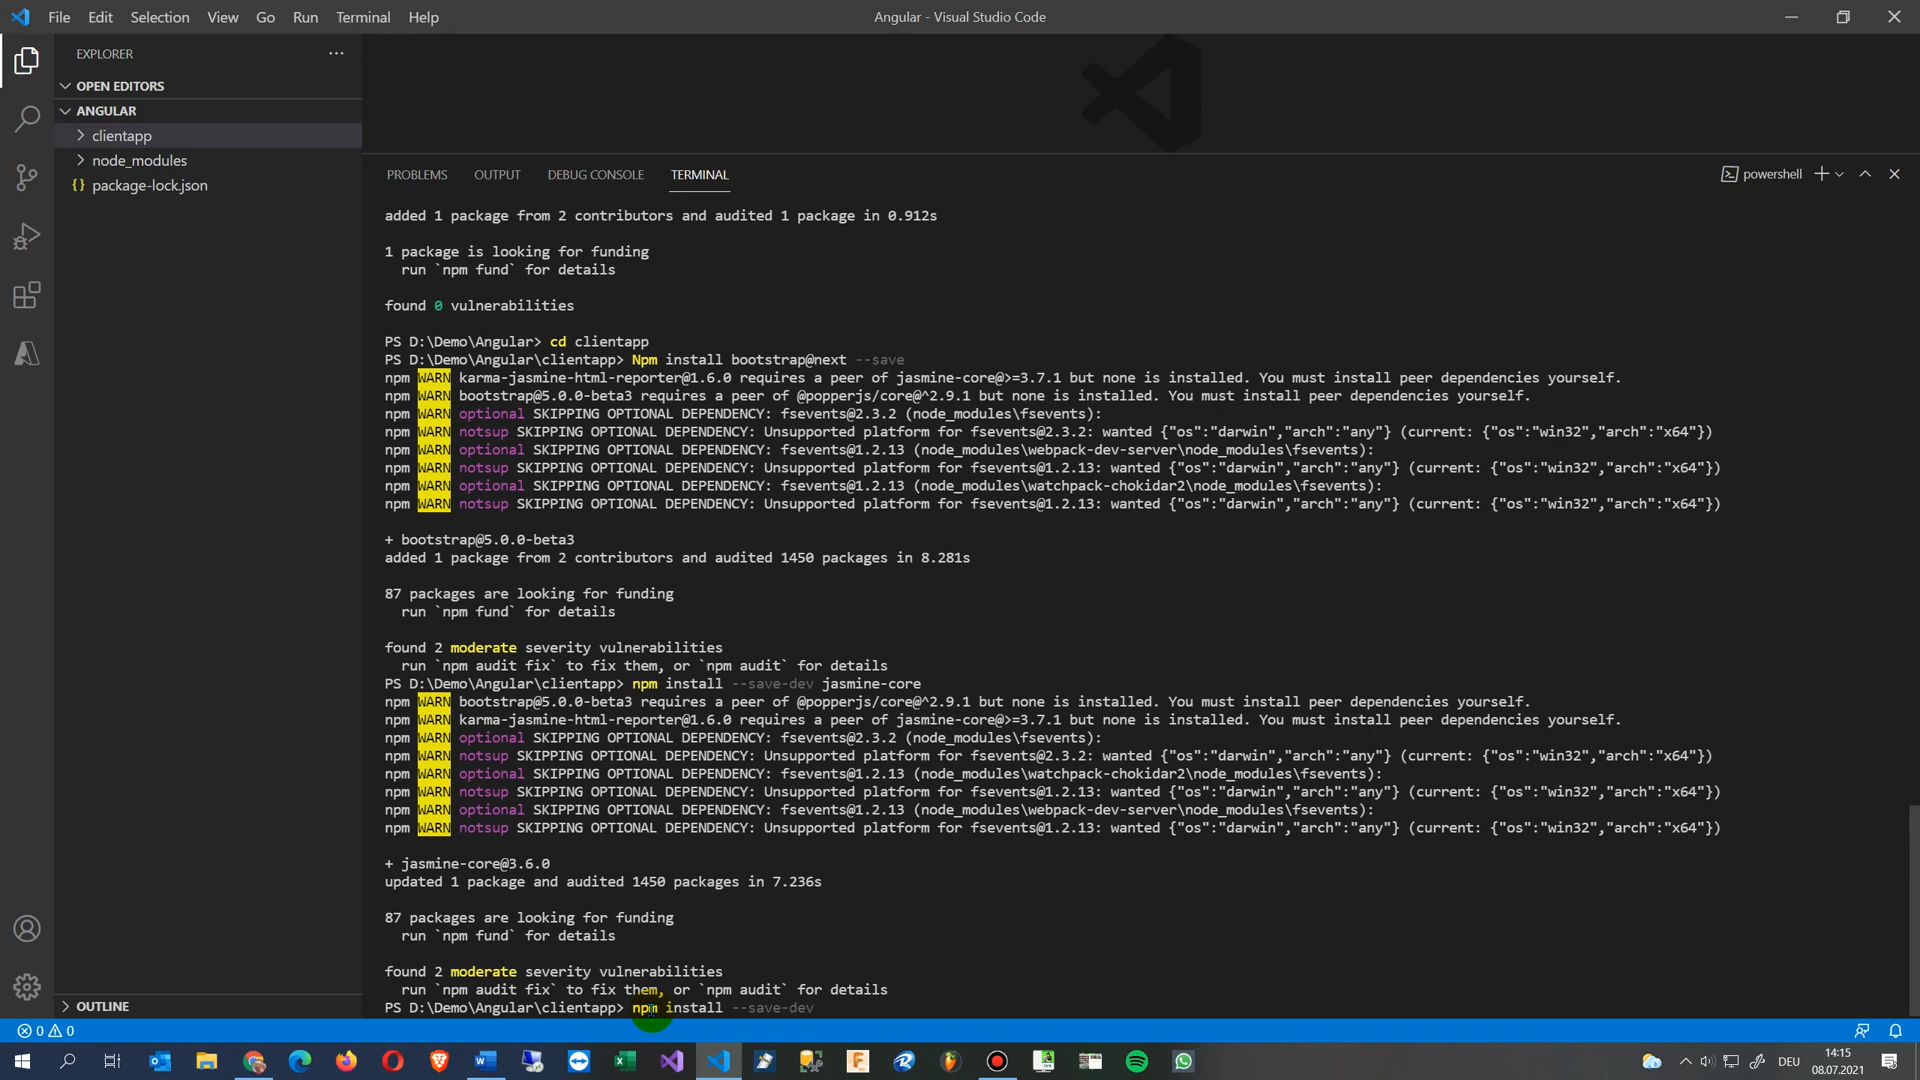 File Edit Selection View Go Run Terminal Help
Angular - Visual Studio Code
EXPLORER
OPEN EDITORS
ANGULAR
clientapp
node_modules
{} package-lock.json
OUTLINE
PROBLEMS OUTPUT DEBUG CONSOLE TERMINAL
powershell
added 1 package from 2 contributors and audited 1 package in 0.912s
1 package is looking for funding
run `npm fund` for details
found 0 vulnerabilities
PS D:\Demo\Angular> cd clientapp
PS D:\Demo\Angular\clientapp> Npm install bootstrap@next --save
npm WARN karma-jasmine-html-reporter@1.6.0 requires a peer of jasmine-core@>=3.7.1 but none is installed. You must install peer dependencies yourself.
npm WARN bootstrap@5.0.0-beta3 requires a peer of @popperjs/core@^2.9.1 but none is installed. You must install peer dependencies yourself.
npm WARN optional SKIPPING OPTIONAL DEPENDENCY: fsevents@2.3.2 (node_modules\fsevents):
npm WARN notsup SKIPPING OPTIONAL DEPENDENCY: Unsupported platform for fsevents@2.3.2: wanted {"os":"darwin","arch":"any"} (current: {"os":"win32","arch":"x64"})
npm WARN optional SKIPPING OPTIONAL DEPENDENCY: fsevents@1.2.13 (node_modules\webpack-dev-server\node_modules\fsevents):
npm WARN notsup SKIPPING OPTIONAL DEPENDENCY: Unsupported platform for fsevents@1.2.13: wanted {"os":"darwin","arch":"any"} (current: {"os":"win32","arch":"x64"})
npm WARN optional SKIPPING OPTIONAL DEPENDENCY: fsevents@1.2.13 (node_modules\watchpack-chokidar2\node_modules\fsevents):
npm WARN notsup SKIPPING OPTIONAL DEPENDENCY: Unsupported platform for fsevents@1.2.13: wanted {"os":"darwin","arch":"any"} (current: {"os":"win32","arch":"x64"})
+ bootstrap@5.0.0-beta3
added 1 package from 2 contributors and audited 1450 packages in 8.281s
87 packages are looking for funding
run `npm fund` for details
found 2 moderate severity vulnerabilities
run `npm audit fix` to fix them, or `npm audit` for details
PS D:\Demo\Angular\clientapp> npm install --save-dev jasmine-core
npm WARN bootstrap@5.0.0-beta3 requires a peer of @popperjs/core@^2.9.1 but none is installed. You must install peer dependencies yourself.
npm WARN karma-jasmine-html-reporter@1.6.0 requires a peer of jasmine-core@>=3.7.1 but none is installed. You must install peer dependencies yourself.
npm WARN optional SKIPPING OPTIONAL DEPENDENCY: fsevents@2.3.2 (node_modules\fsevents):
npm WARN notsup SKIPPING OPTIONAL DEPENDENCY: Unsupported platform for fsevents@2.3.2: wanted {"os":"darwin","arch":"any"} (current: {"os":"win32","arch":"x64"})
npm WARN optional SKIPPING OPTIONAL DEPENDENCY: fsevents@1.2.13 (node_modules\watchpack-chokidar2\node_modules\fsevents):
npm WARN notsup SKIPPING OPTIONAL DEPENDENCY: Unsupported platform for fsevents@1.2.13: wanted {"os":"darwin","arch":"any"} (current: {"os":"win32","arch":"x64"})
npm WARN optional SKIPPING OPTIONAL DEPENDENCY: fsevents@1.2.13 (node_modules\webpack-dev-server\node_modules\fsevents):
npm WARN notsup SKIPPING OPTIONAL DEPENDENCY: Unsupported platform for fsevents@1.2.13: wanted {"os":"darwin","arch":"any"} (current: {"os":"win32","arch":"x64"})
+ jasmine-core@3.6.0
updated 1 package and audited 1450 packages in 7.236s
87 packages are looking for funding
run `npm fund` for details
found 2 moderate severity vulnerabilities
run `npm audit fix` to fix them, or `npm audit` for details
PS D:\Demo\Angular\clientapp> npm install --save-dev
0 0
DEU
14:15
08.07.2021